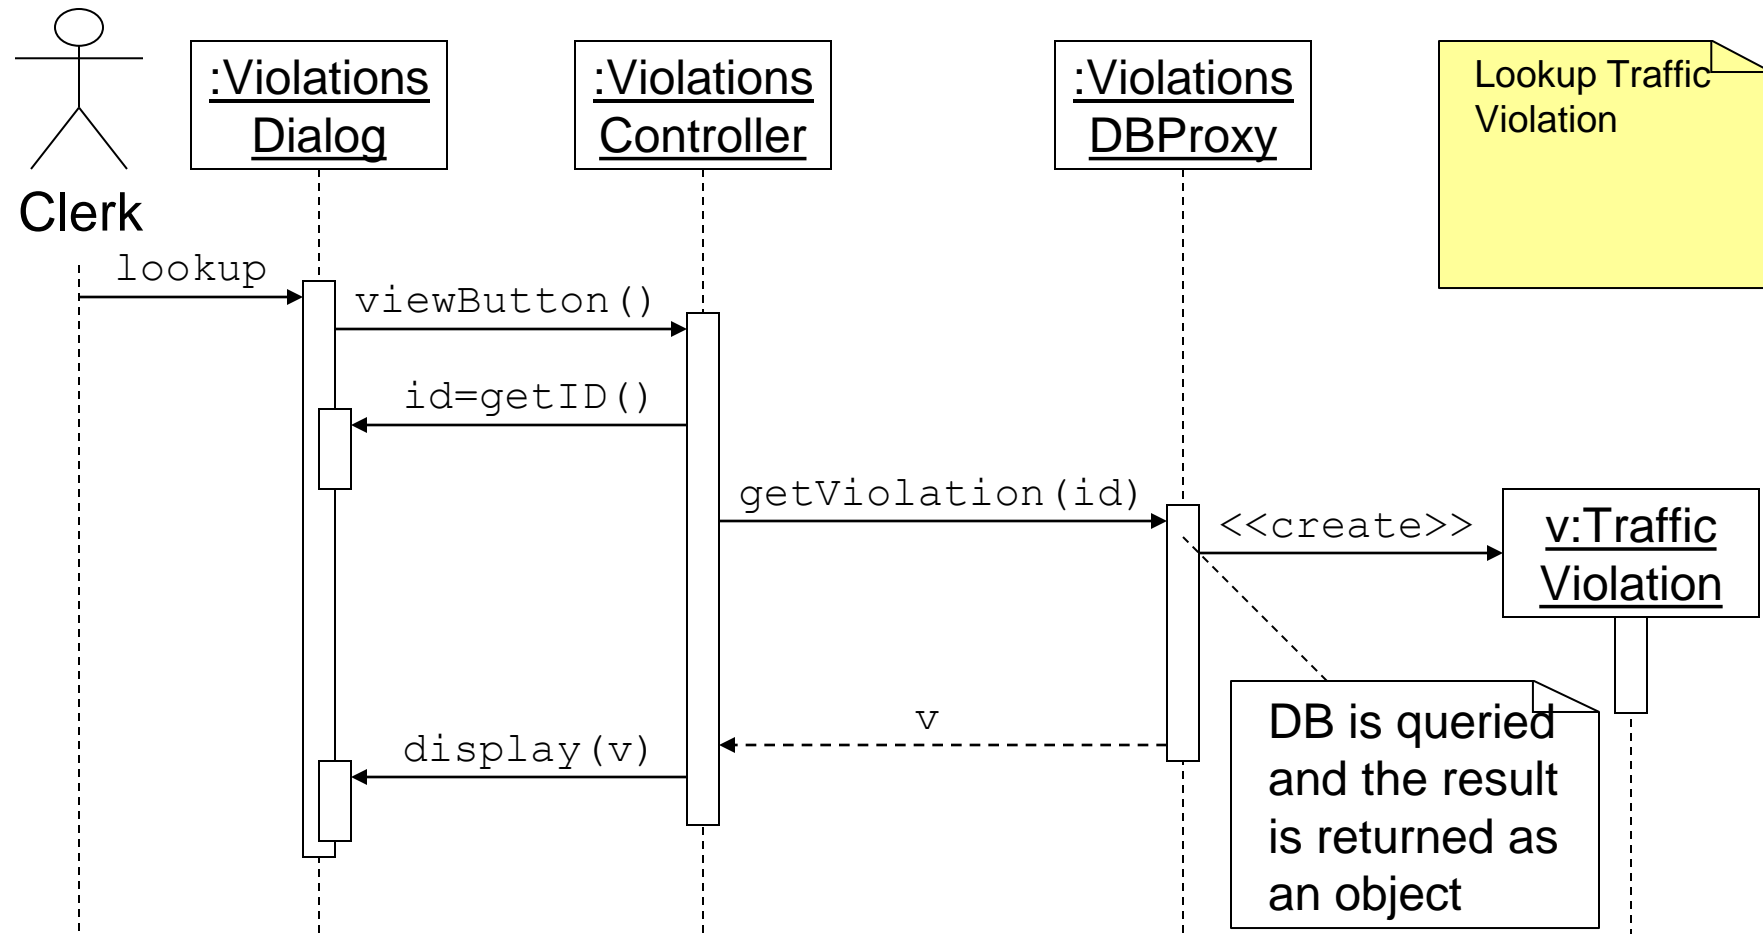 :Violations
Dialog
:Violations
Controller
:Violations
DBProxy
Lookup Traffic
Violation
Clerk
lookup
viewButton()
id=getID()
getViolation(id)
<<create>>
v:Traffic
Violation
v
display(v)
DB is queried
and the result
is returned as
an object